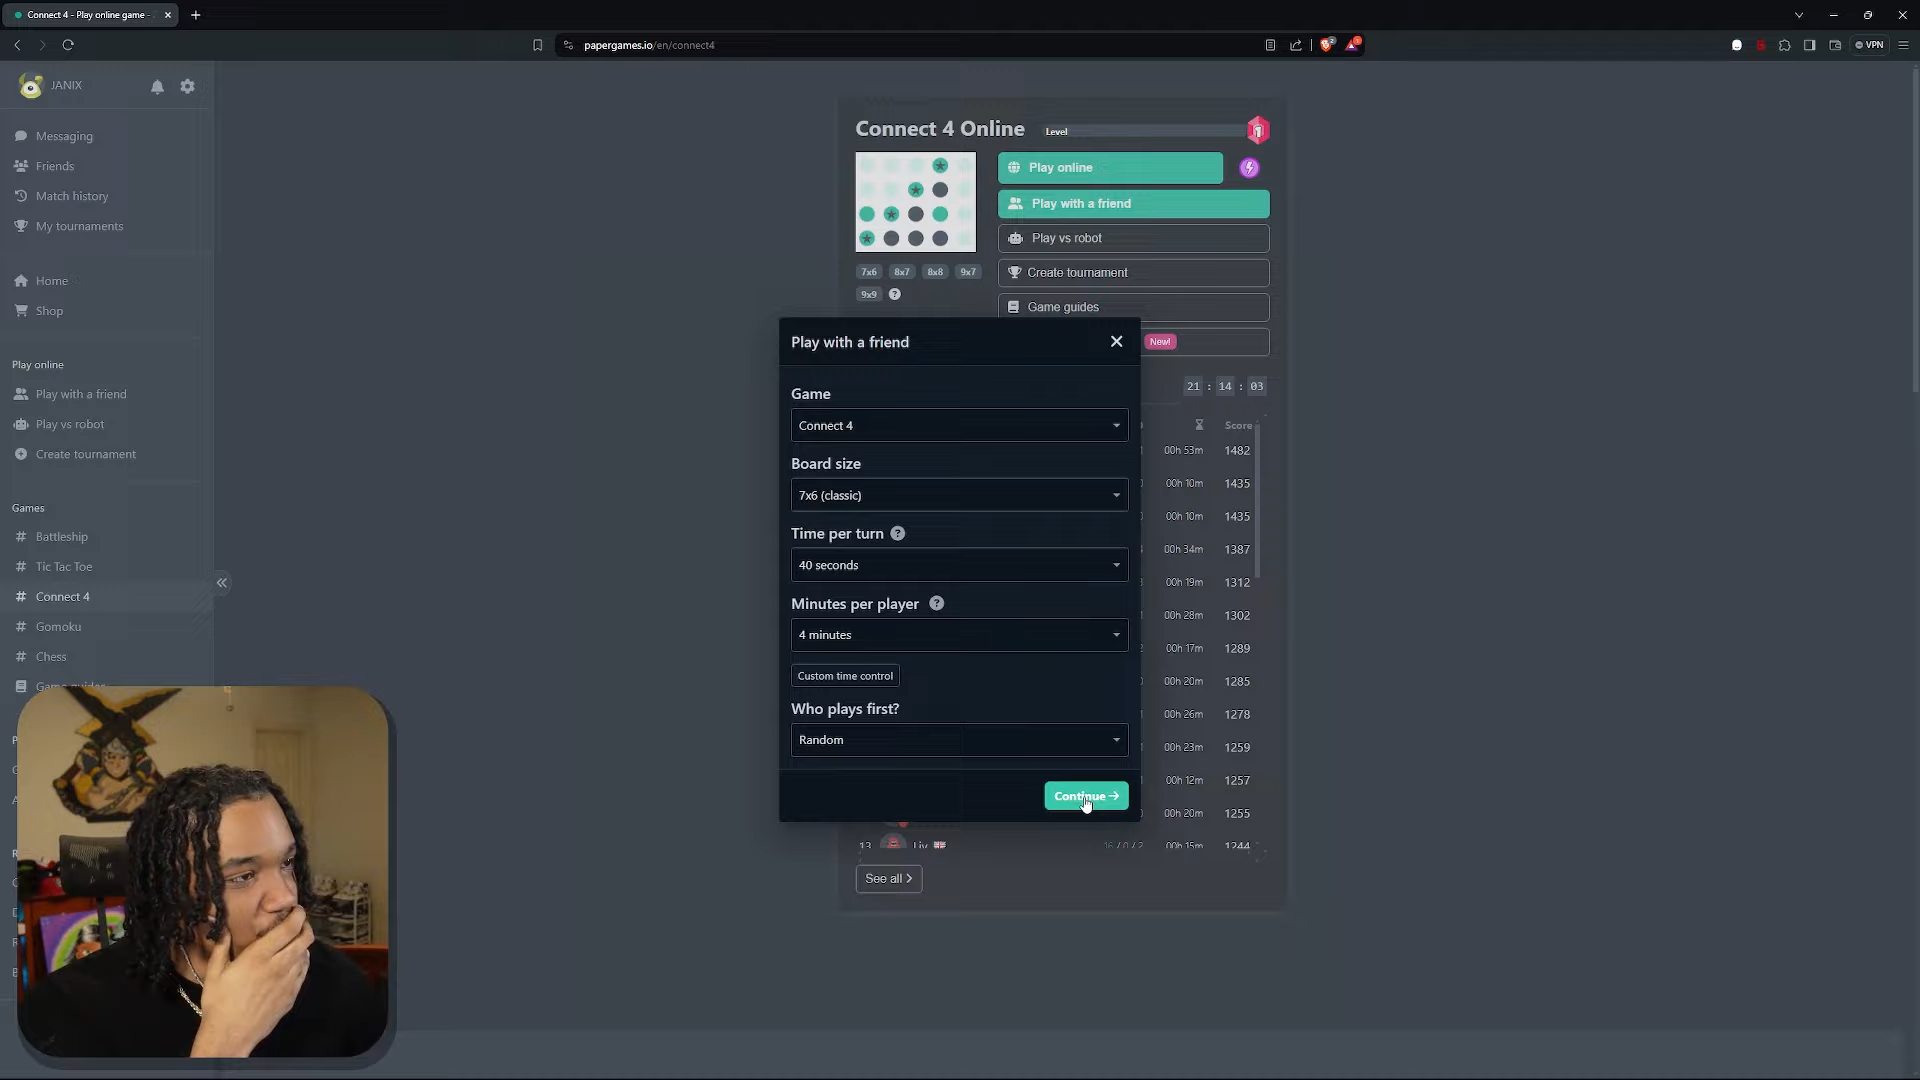 Connect 4 - Play online game -
papergames.io/en/connect4
2
1
VPN
JANIX
Messaging
Friends
Match history
My tournaments
Home
Shop
Play online
Play with a friend
Play vs robot
Create tournament
Games
# Battleship
# Tic Tac Toe
# Connect 4
# Gomoku
# Chess
Connect 4 Online
Level
1
Play online
Play with a friend
Play vs robot
Create tournament
Game guides
New!
7x6 8x7 8x8 9x7
9x9 ?
21 : 14 : 03
Score
00h 53m 1482
00h 10m 1435
00h 10m 1435
00h 34m 1387
00h 19m 1312
00h 28m 1302
00h 17m 1289
00h 20m 1285
00h 26m 1278
00h 23m 1259
00h 12m 1257
00h 20m 1255
13 Liv 00h 15m 1244
See all
Play with a friend
Game
Connect 4
Board size
7x6 (classic)
Time per turn ?
40 seconds
Minutes per player ?
4 minutes
Custom time control
Who plays first?
Random
Continue